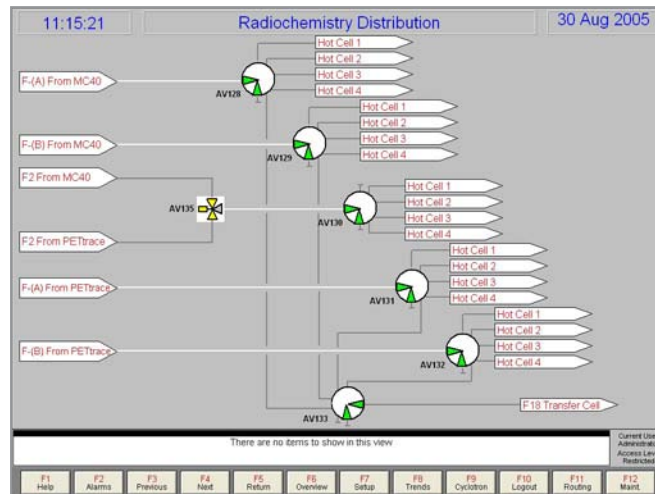 11:15:21
Radiochemistry Distribution
30 Aug 2005
Hot Cell 1
Hot Cell 2
Hot Cell 3
Hot Cell 4
F-(A) From MC40
AV128
Hot Cell 1
Hot Cell 2
Hot Cell 3
Hot Cell 4
F-(B) From MC40
AV129
F2 From MC40
Hot Cell 1
Hot Cell 2
Hot Cell 3
Hot Cell 4
AV135
AV130
F2 From PETtrace
Hot Cell 1
Hot Cell 2
Hot Cell 3
Hot Cell 4
F-(A) From PETtrace
AV131
Hot Cell 1
Hot Cell 2
Hot Cell 3
Hot Cell 4
F-(B) From PETtrace
AV132
F18 Transfer Cell
AV133
There are no items to show in this view
Current Use
Administrato
Access Lev
Restricted
F1 F2 F3 F4 F5 F6 F7 F8 F9 F10 F11 F12
Help Alarms Previous Next Return Overview Setup Trends Cyclotron Logout Routing Maint.